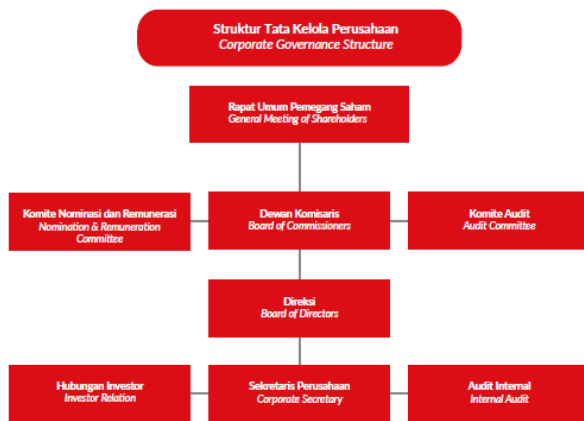 Struktur Tata Kelola Perusahaan
Corporate Governance Structure
Rapat Umum Pemegang Saham
General Meeting of Shareholders
Komite Nominasi dan Remunerasi
Nomination & Remuneration
Committee
Dewan Komisaris
Board of Commissioners
Komite Audit
Audit Committee
Direksi
Board of Directors
Hubungan Investor
Investor Relation
Sekretaris Perusahaan
Corporate Secretary
Audit Internal
Internal Audit